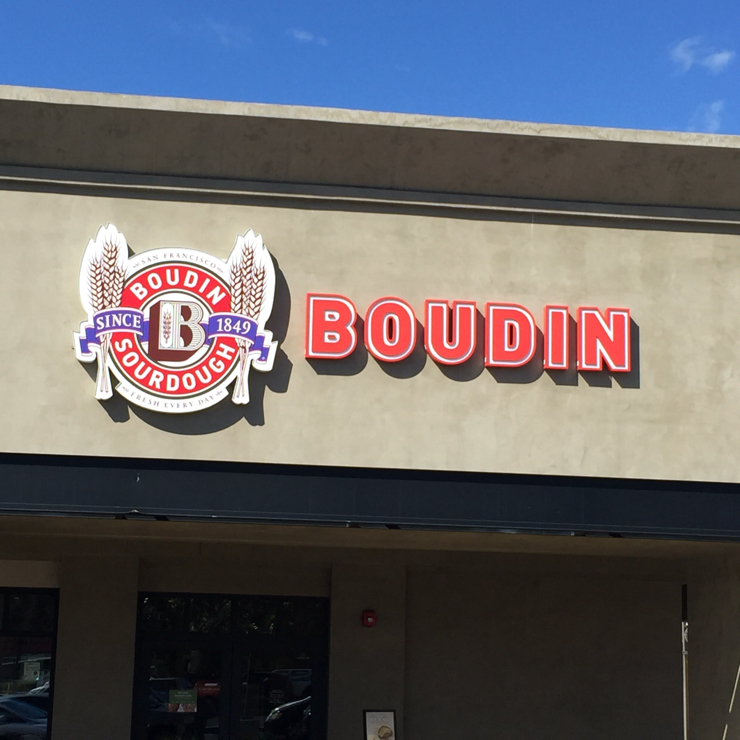 SAN FRANCISCO
BOUDIN
SINCE B 1849
SOURDOUGH
FRESH EVERY DAY
BOUDIN